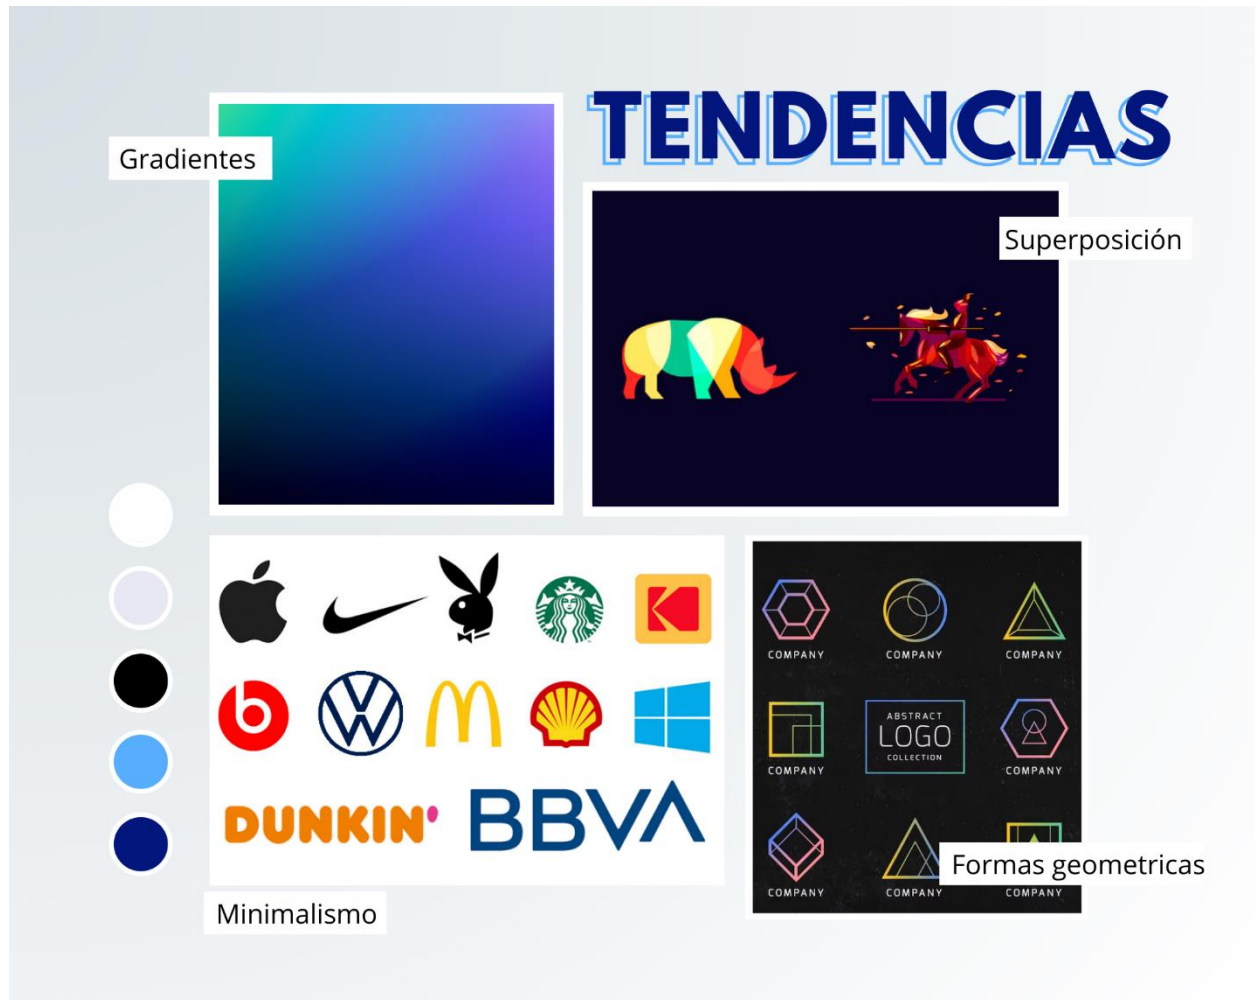 TENDENCIAS
Gradientes
Superposición
DUNKIN'
BBVA
Minimalismo
COMPANY COMPANY COMPANY
COMPANY
ABSTRACT
LOGO
COLLECTION
COMPANY
COMPANY COMPANY COMPANY
Formas geometricas